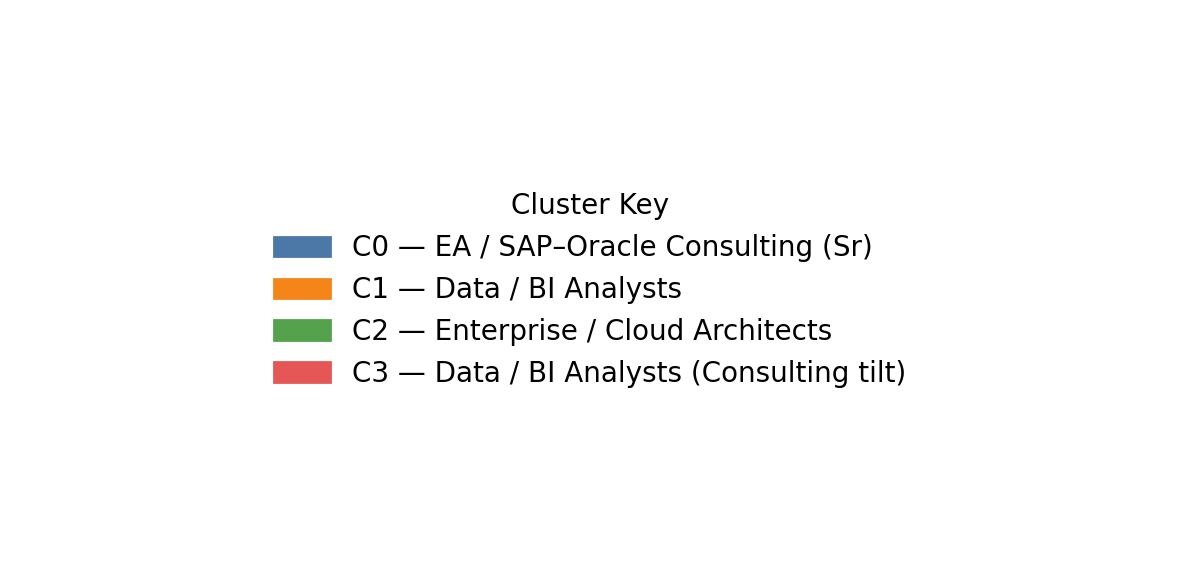 Cluster Key
C0 — EA / SAP–Oracle Consulting (Sr)
C1 — Data / BI Analysts
C2 — Enterprise / Cloud Architects
C3 — Data / BI Analysts (Consulting tilt)